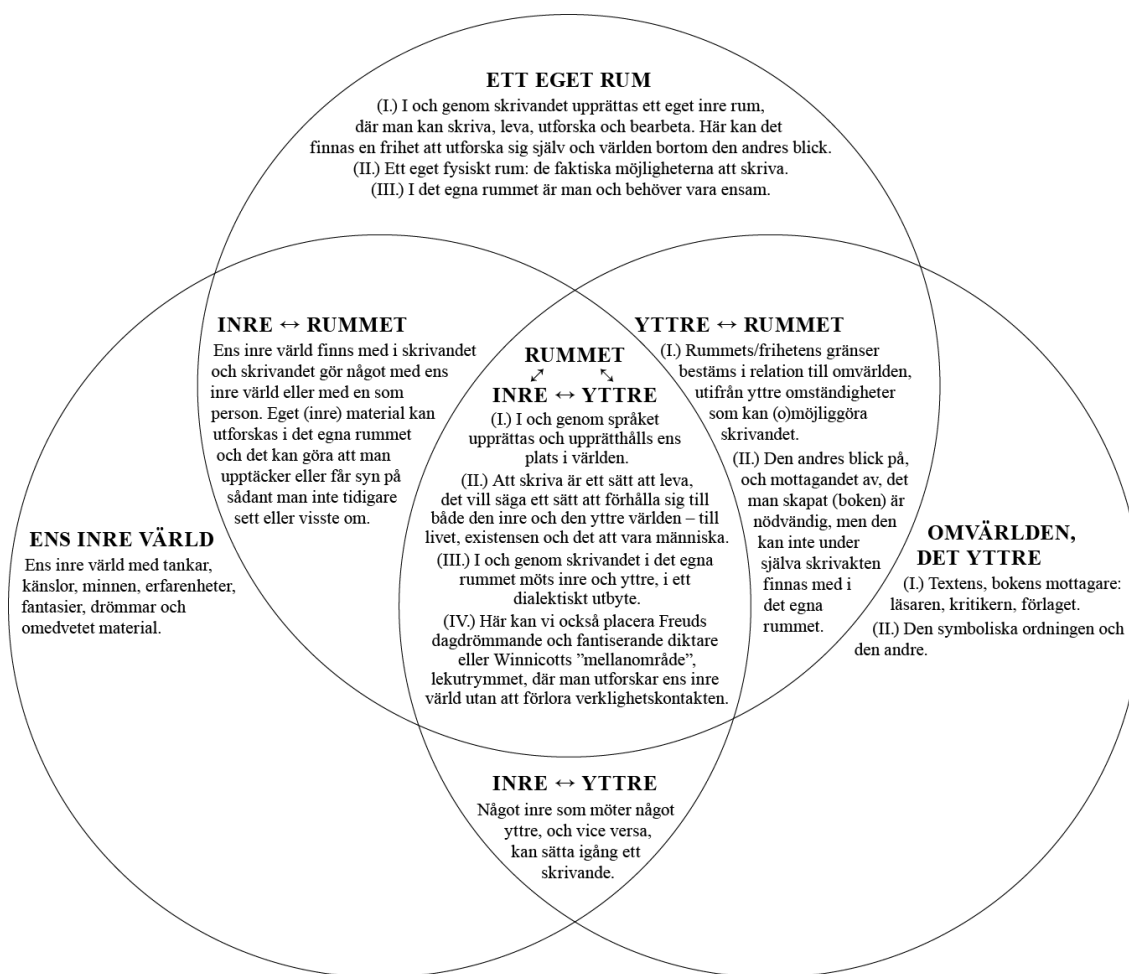 ETT EGET RUM
(I.) I och genom skrivandet upprättas ett eget inre rum,
där man kan skriva, leva, utforska och bearbeta. Här kan det
finnas en frihet att utforska sig själv och världen bortom den andres blick.
(II.) Ett eget fysiskt rum: de faktiska möjligheterna att skriva.
(III.) I det egna rummet är man och behöver vara ensam.
INRE ↔ RUMMET
Ens inre värld finns med i skrivandet
och skrivandet gör något med ens
inre värld eller med en som
person. Eget (inre) material kan
utforskas i det egna rummet
och det kan göra att man
upptäcker eller får syn på
sådant man inte tidigare
sett eller visste om.
RUMMET
↙↗ ↖↘
INRE ↔ YTTRE
(I.) I och genom språket
upprättas och upprätthålls ens
plats i världen.
(II.) Att skriva är ett sätt att leva,
det vill säga ett sätt att förhålla sig till
både den inre och den yttre världen – till
livet, existensen och det att vara människa.
(III.) I och genom skrivandet i det egna
rummet möts inre och yttre, i ett
dialektiskt utbyte.
(IV.) Här kan vi också placera Freuds
dagdrömmande och fantiserande diktare
eller Winnicotts ”mellanområde”,
lekutrymmet, där man utforskar ens inre
värld utan att förlora verklighetskontakten.
YTTRE ↔ RUMMET
(I.) Rummets/frihetens gränser
bestäms i relation till omvärlden,
utifrån yttre omständigheter
som kan (o)möjliggöra
skrivandet.
(II.) Den andres blick på,
och mottagandet av, det
man skapat (boken) är
nödvändig, men den
kan inte under
själva skrivakten
finnas med i
det egna
rummet.
ENS INRE VÄRLD
Ens inre värld med tankar,
känslor, minnen, erfarenheter,
fantasier, drömmar och
omedvetet material.
OMVÄRLDEN,
DET YTTRE
(I.) Textens, bokens mottagare:
läsaren, kritikern, förlaget.
(II.) Den symboliska ordningen och
den andre.
INRE ↔ YTTRE
Något inre som möter något
yttre, och vice versa,
kan sätta igång ett
skrivande.